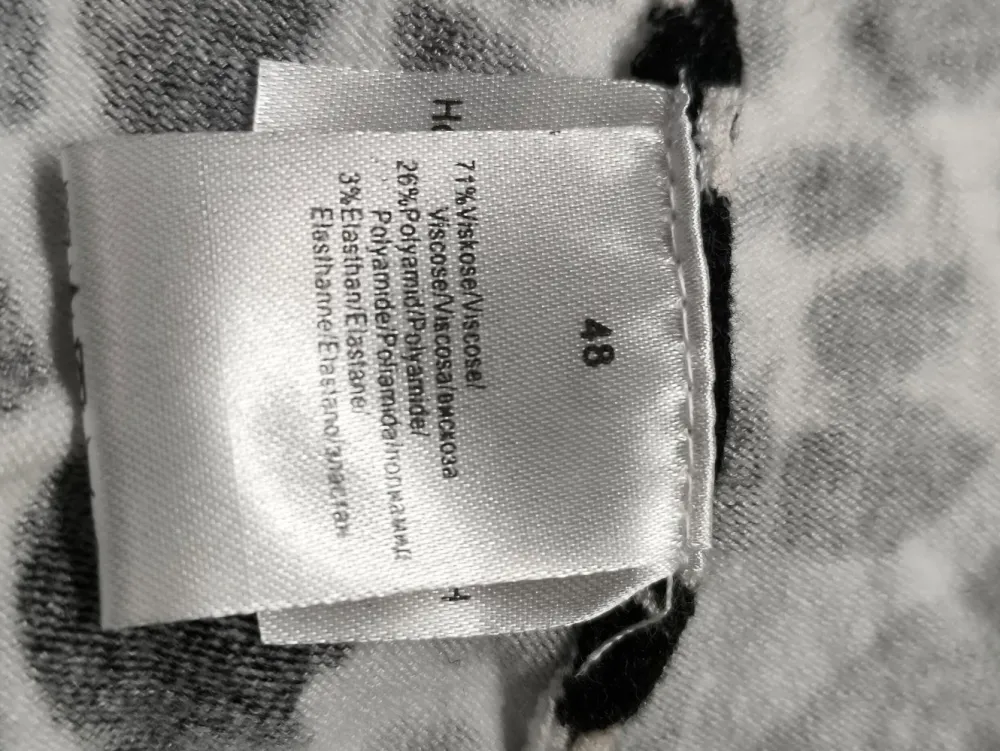 48
71%Viskose/Viscose/
Viscose/Viscosa/вискоза
26%Polyamid/Polyamide/
Polyamide/Poliamida/полиамид
3%Elasthan/Elastane/
Elasthanne/Elastano/эластан